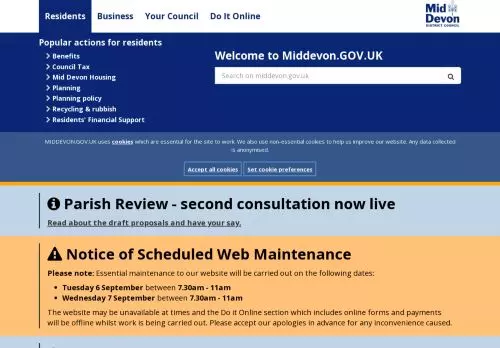 Residents Business Your Council Do It Online
Mid Devon
DISTRICT COUNCIL
Popular actions for residents
Benefits
Council Tax
Mid Devon Housing
Planning
Planning policy
Recycling & rubbish
Residents' Financial Support
Welcome to Middevon.GOV.UK
Search on middevon.gov.uk
MIDDEVON.GOV.UK uses cookies which are essential for the site to work. We also use non-essential cookies to help us improve our website. Any data collected
is anonymised.
Accept all cookies Set cookie preferences
Parish Review - second consultation now live
Read about the draft proposals and have your say.
Notice of Scheduled Web Maintenance
Please note: Essential maintenance to our website will be carried out on the following dates:
• Tuesday 6 September between 7.30am - 11am
• Wednesday 7 September between 7.30am - 11am
The website may be unavailable at times and the Do it Online section which includes online forms and payments
will be offline whilst work is being carried out. Please accept our apologies in advance for any inconvenience caused.